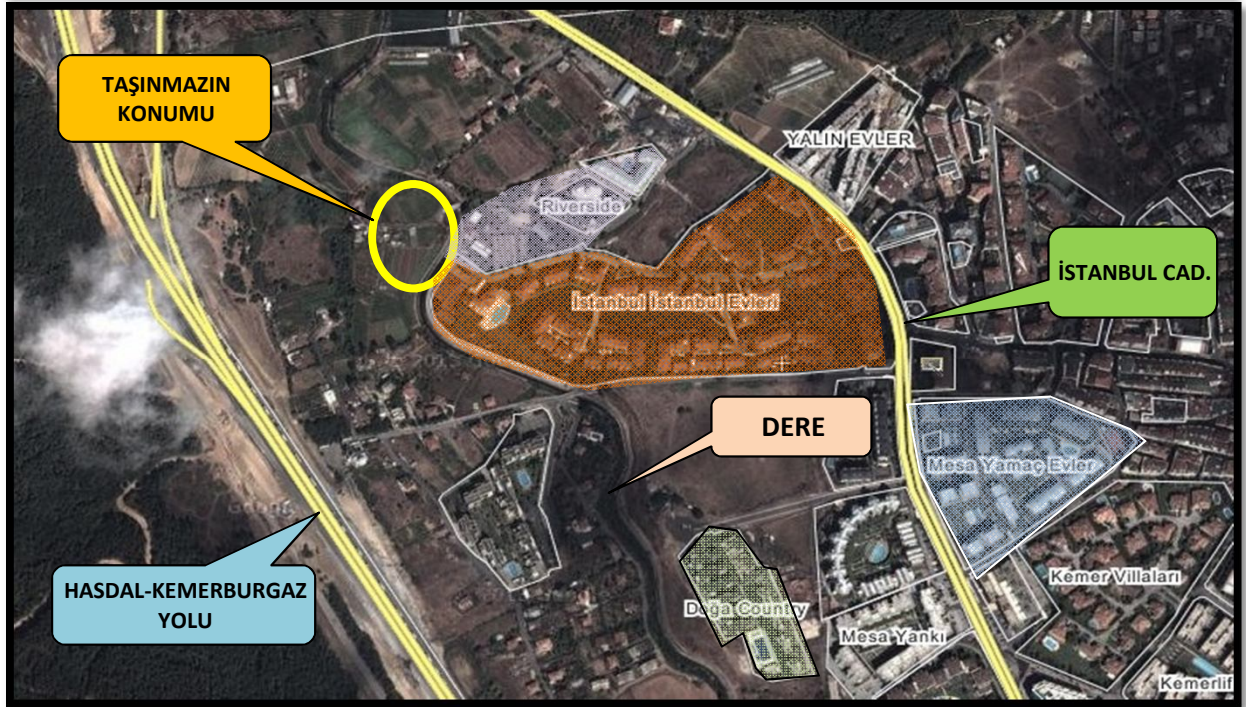 TAŞINMAZIN
KONUMU
YALIN EVLER
Riverside
İSTANBUL CAD.
İstanbul İstanbul Evleri
DERE
Mesa Yamaç Evler
HASDAL-KEMERBURGAZ
YOLU
Kemer Villaları
Doğa Country
Mesa Yankı
Kemerlif